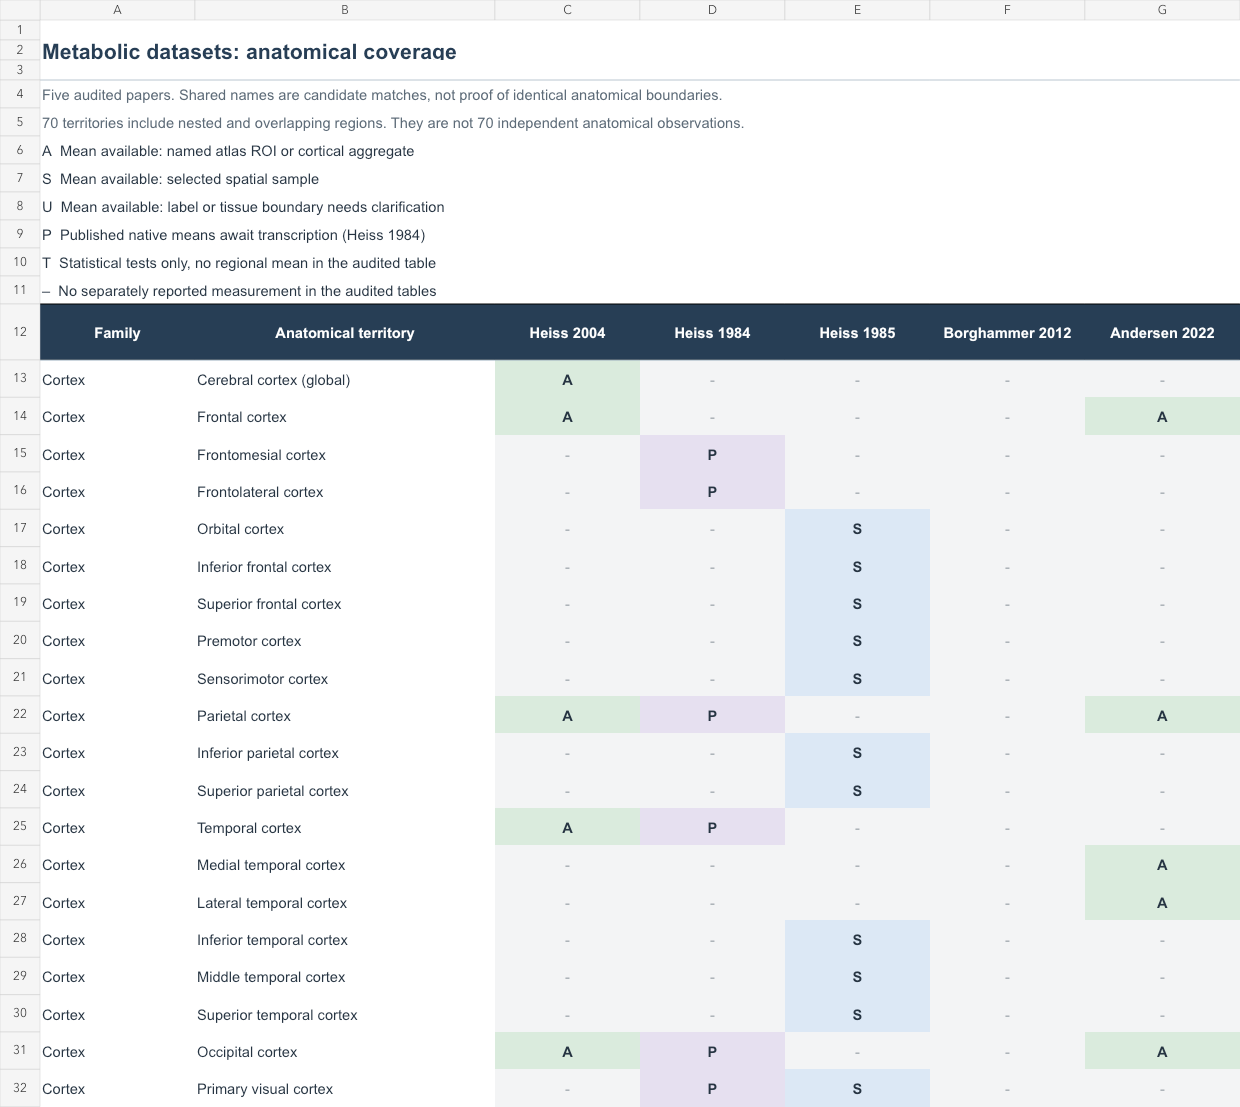 A B C D E F G
1
2 Metabolic datasets: anatomical coverage
3
4 Five audited papers. Shared names are candidate matches, not proof of identical anatomical boundaries.
5 70 territories include nested and overlapping regions. They are not 70 independent anatomical observations.
6 A Mean available: named atlas ROI or cortical aggregate
7 S Mean available: selected spatial sample
8 U Mean available: label or tissue boundary needs clarification
9 P Published native means await transcription (Heiss 1984)
10 T Statistical tests only, no regional mean in the audited table
11 – No separately reported measurement in the audited tables
12 Family Anatomical territory Heiss 2004 Heiss 1984 Heiss 1985 Borghammer 2012 Andersen 2022
13 Cortex Cerebral cortex (global) A - - - -
14 Cortex Frontal cortex A - - - A
15 Cortex Frontomesial cortex - P - - -
16 Cortex Frontolateral cortex - P - - -
17 Cortex Orbital cortex - - S - -
18 Cortex Inferior frontal cortex - - S - -
19 Cortex Superior frontal cortex - - S - -
20 Cortex Premotor cortex - - S - -
21 Cortex Sensorimotor cortex - - S - -
22 Cortex Parietal cortex A P - - A
23 Cortex Inferior parietal cortex - - S - -
24 Cortex Superior parietal cortex - - S - -
25 Cortex Temporal cortex A P - - -
26 Cortex Medial temporal cortex - - - - A
27 Cortex Lateral temporal cortex - - - - A
28 Cortex Inferior temporal cortex - - S - -
29 Cortex Middle temporal cortex - - S - -
30 Cortex Superior temporal cortex - - S - -
31 Cortex Occipital cortex A P - - A
32 Cortex Primary visual cortex - P S - -